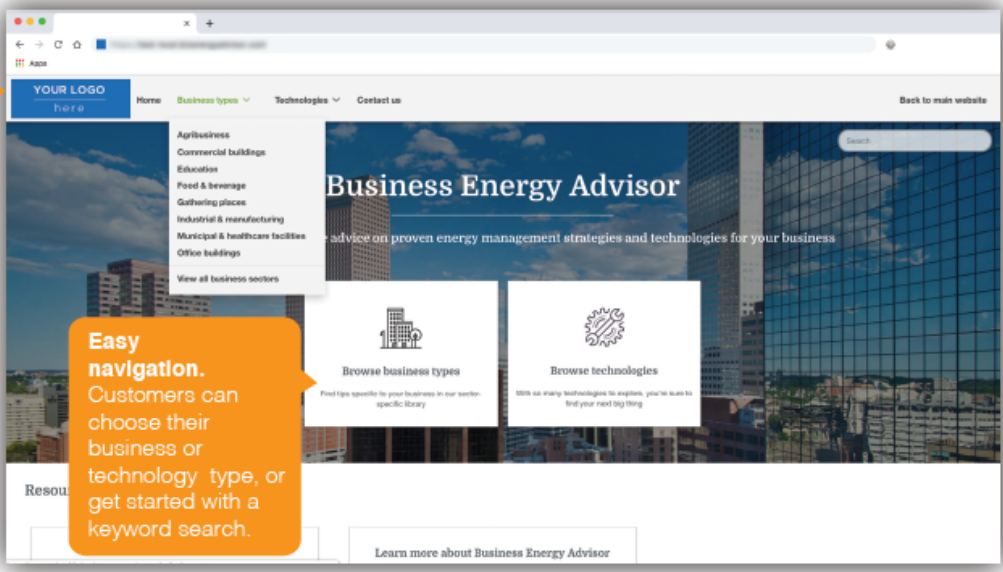 Apps
YOUR LOGO
here
Home
Business types
Technologies
Contact us
Back to main website
Agribusiness
Commercial buildings
Education
Food & beverage
Gathering places
Industrial & manufacturing
Municipal & healthcare facilities
Office buildings
View all business sectors
Search
Business Energy Advisor
advice on proven energy management strategies and technologies for your business
Browse business types
Find tips specific to your business in our sector-
specific library
Browse technologies
With so many technologies to explore, you're sure to
find your next big thing
Easy
navigation.
Customers can
choose their
business or
technology type, or
get started with a
keyword search.
Learn more about Business Energy Advisor